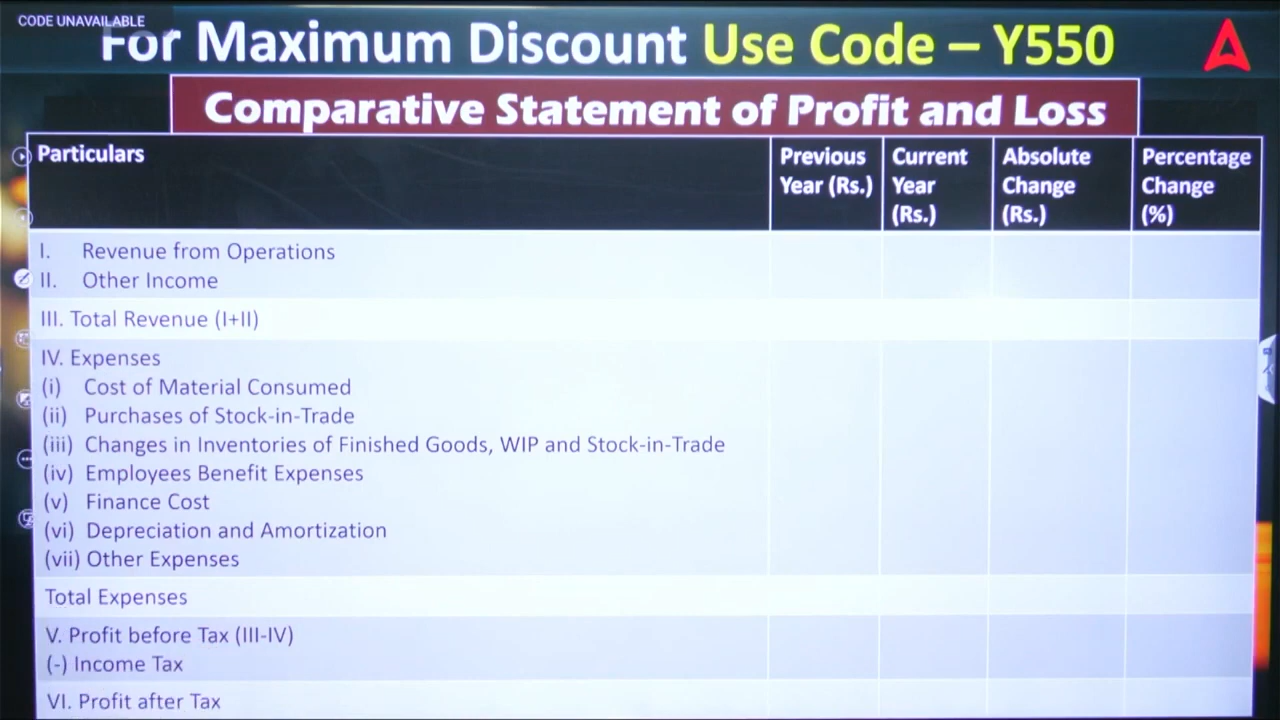 CODE UNAVAILABLE
For Maximum Discount Use Code – Y550
Comparative Statement of Profit and Loss
Particulars
Previous Year (Rs.)
Current Year (Rs.)
Absolute Change (Rs.)
Percentage Change (%)
I. Revenue from Operations
II. Other Income
III. Total Revenue (I+II)
IV. Expenses
(i) Cost of Material Consumed
(ii) Purchases of Stock-in-Trade
(iii) Changes in Inventories of Finished Goods, WIP and Stock-in-Trade
(iv) Employees Benefit Expenses
(v) Finance Cost
(vi) Depreciation and Amortization
(vii) Other Expenses
Total Expenses
V. Profit before Tax (III-IV)
(-) Income Tax
VI. Profit after Tax